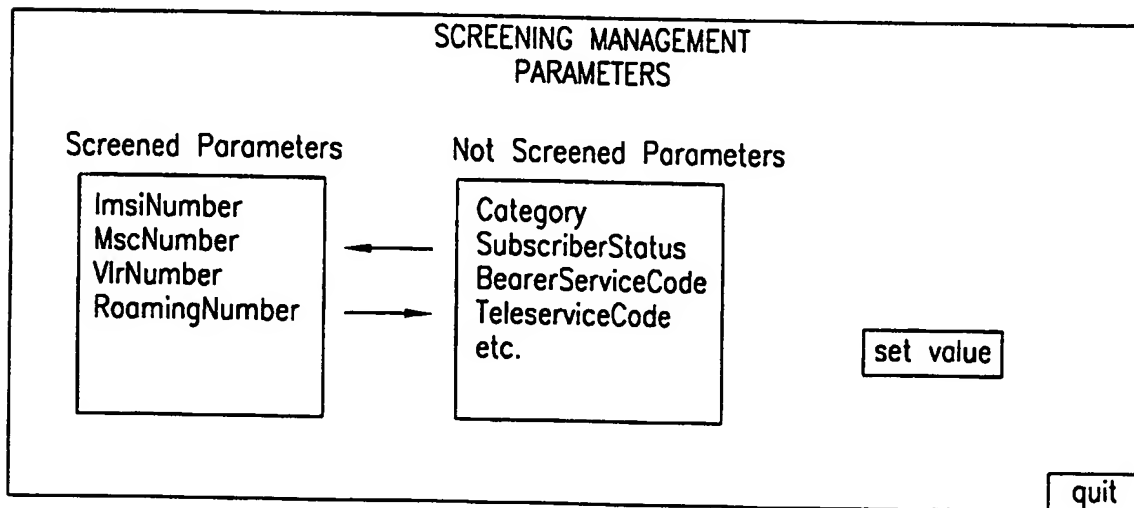 SCREENING MANAGEMENT
PARAMETERS
Screened Parameters
ImsiNumber
MscNumber
VlrNumber
RoamingNumber
Not Screened Parameters
Category
SubscriberStatus
BearerServiceCode
TeleserviceCode
etc.
set value
quit